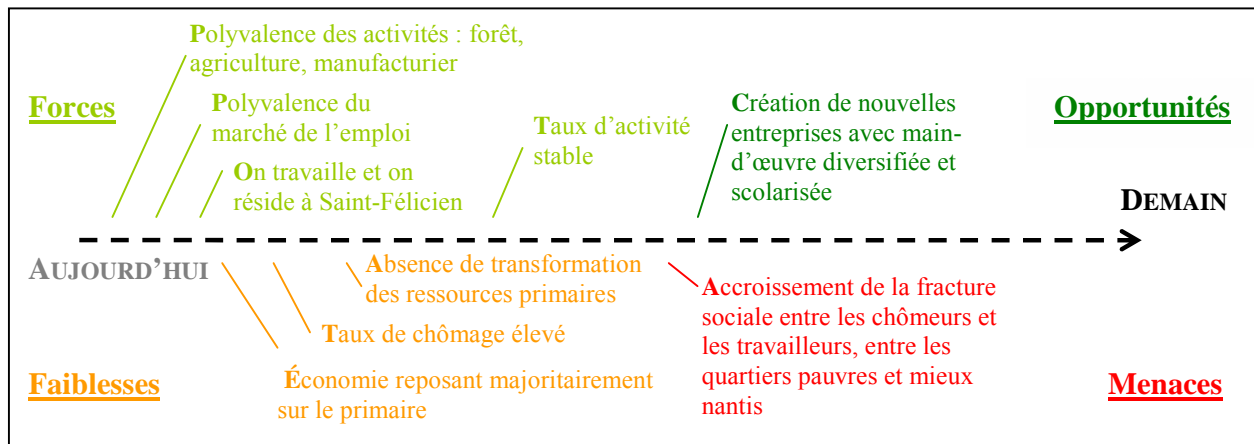 Polyvalence des activités : forêt,
agriculture, manufacturier
Forces
Polyvalence du
marché de l'emploi
On travaille et on
réside à Saint-Félicien
Taux d'activité
stable
Création de nouvelles
entreprises avec main-
d'œuvre diversifiée et
scolarisée
Opportunités
DEMAIN
AUJOURD'HUI
Absence de transformation
des ressources primaires
Taux de chômage élevé
Économie reposant majoritairement
sur le primaire
Faiblesses
Accroissement de la fracture
sociale entre les chômeurs et
les travailleurs, entre les
quartiers pauvres et mieux
nantis
Menaces